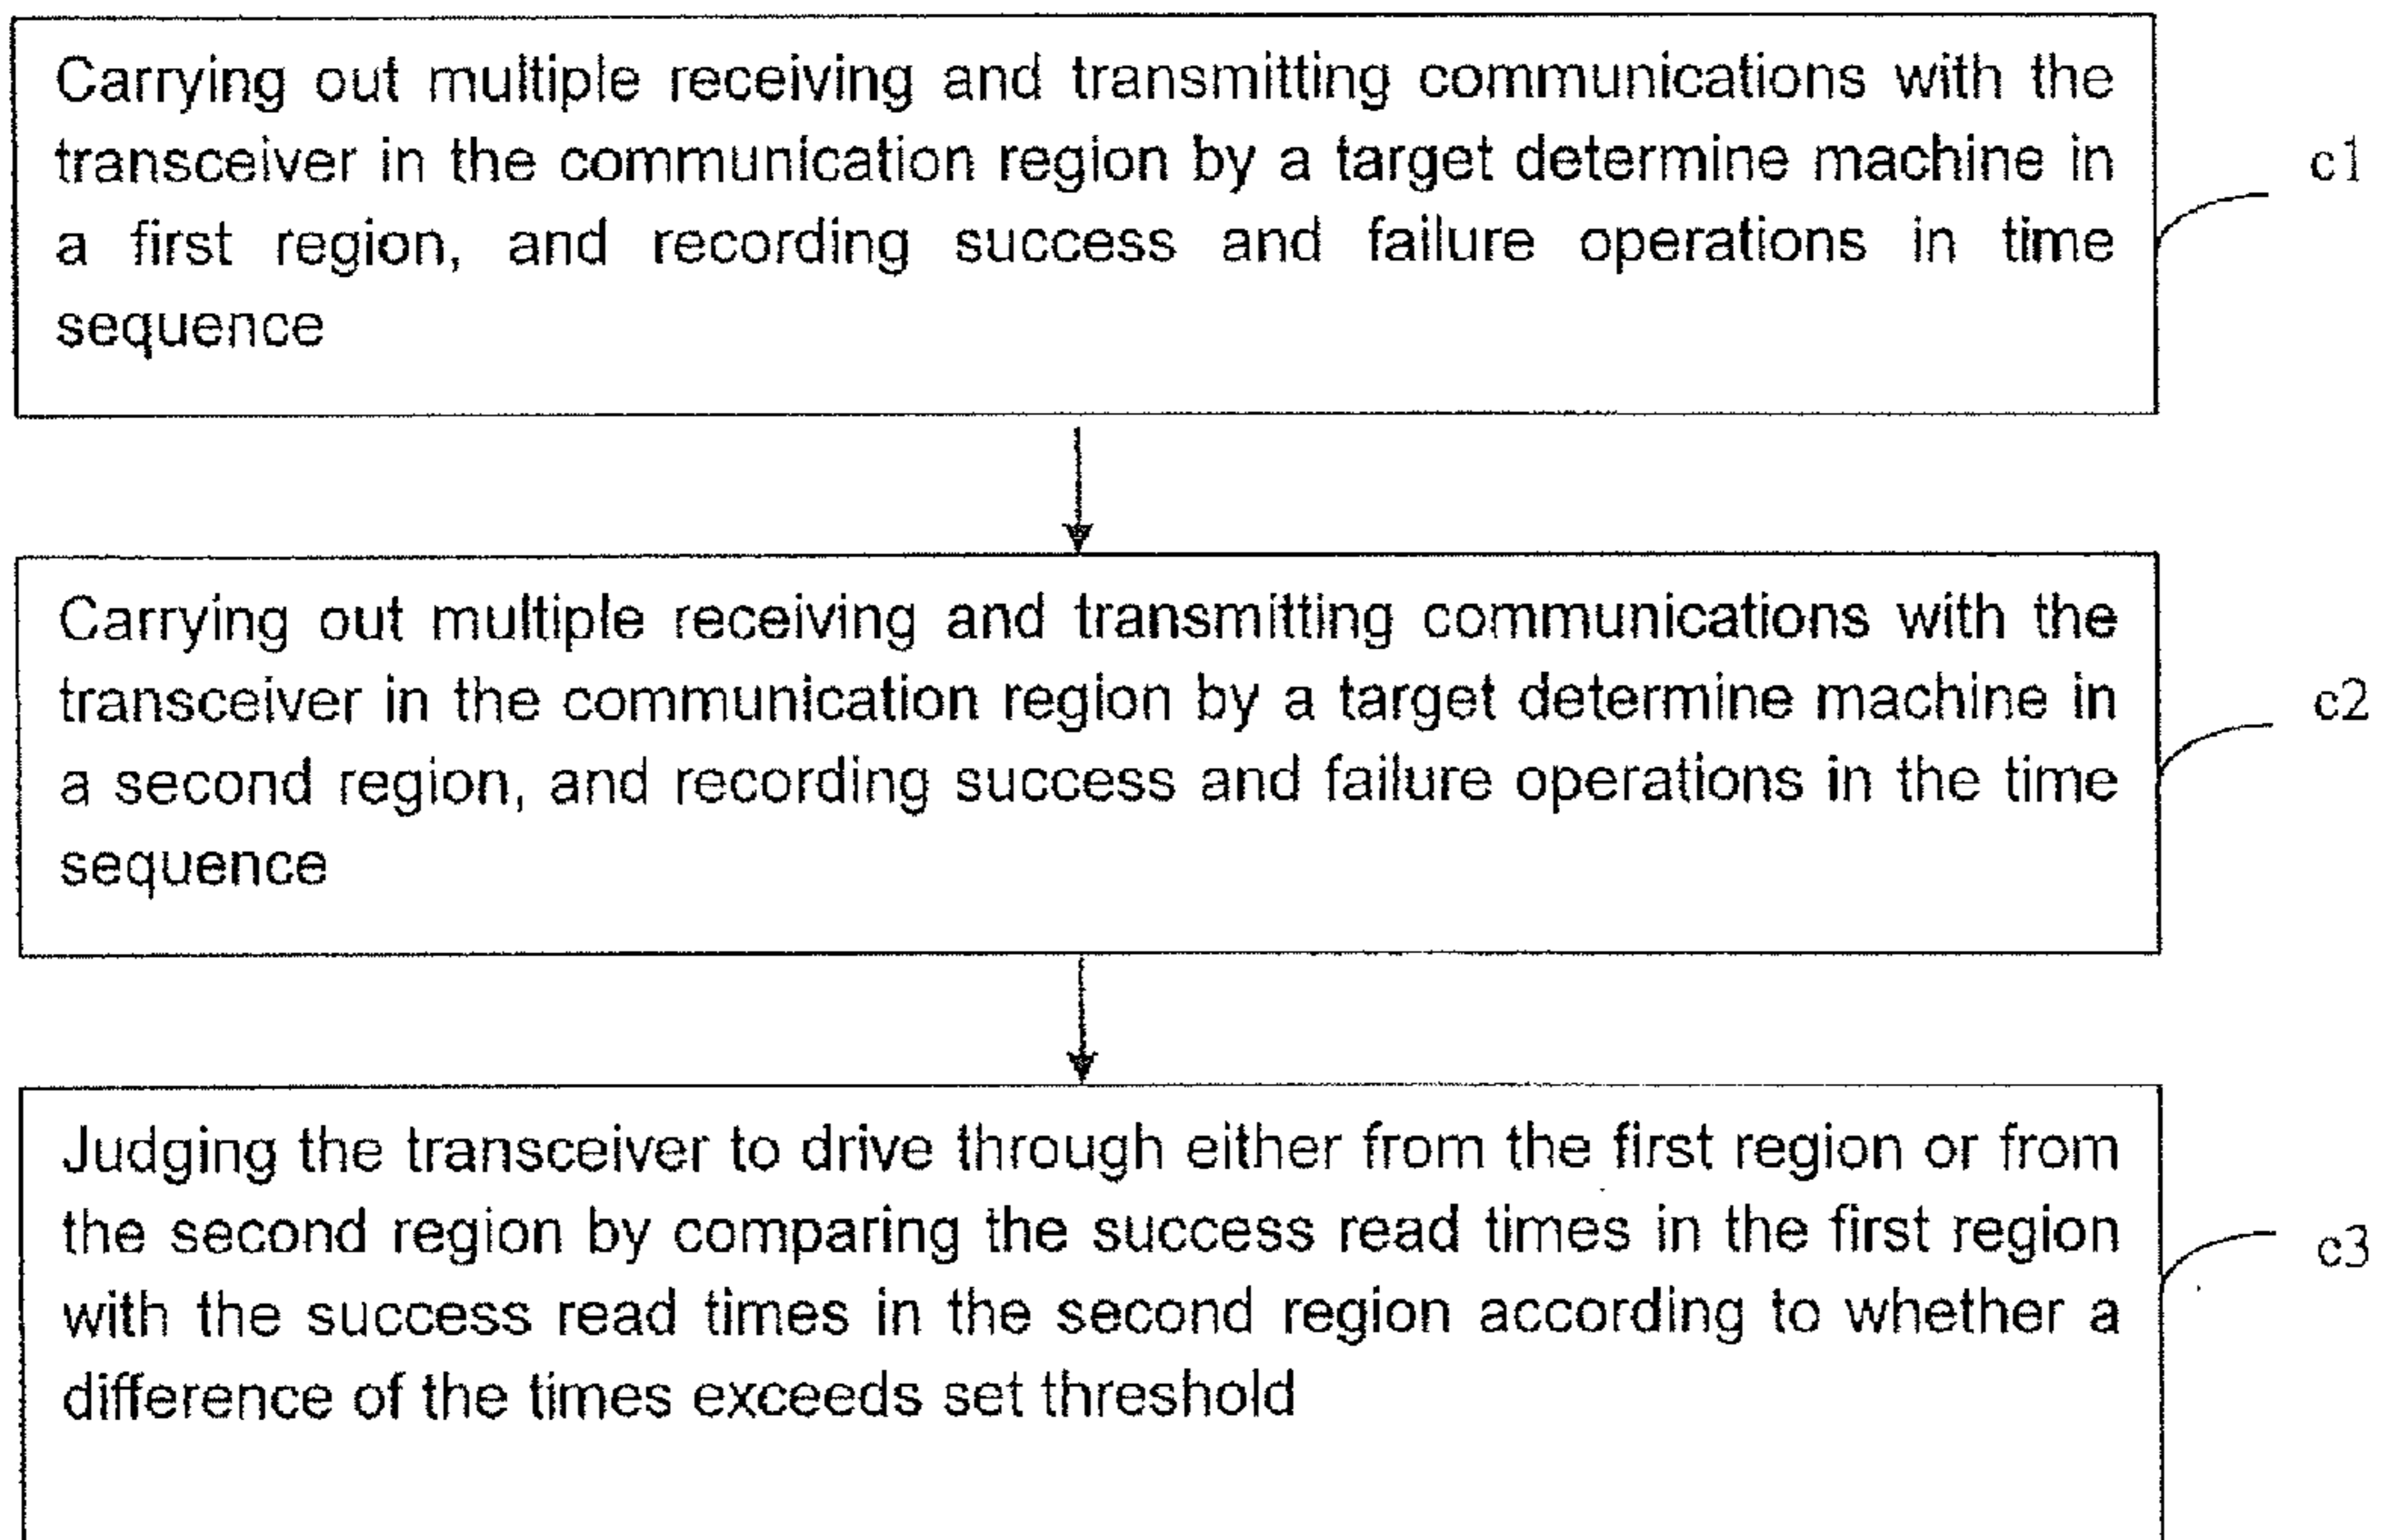 Carrying out multiple receiving and transmitting communications with the
transceiver in the communication region by a target determine machine in
a first region, and recording success and failure operations in time
sequence
c1
Carrying out multiple receiving and transmitting communications with the
transceiver in the communication region by a target determine machine in
a second region, and recording success and failure operations in the time
sequence
c2
Judging the transceiver to drive through either from the first region or from
the second region by comparing the success read times in the first region
with the success read times in the second region according to whether a
difference of the times exceeds set threshold
c3